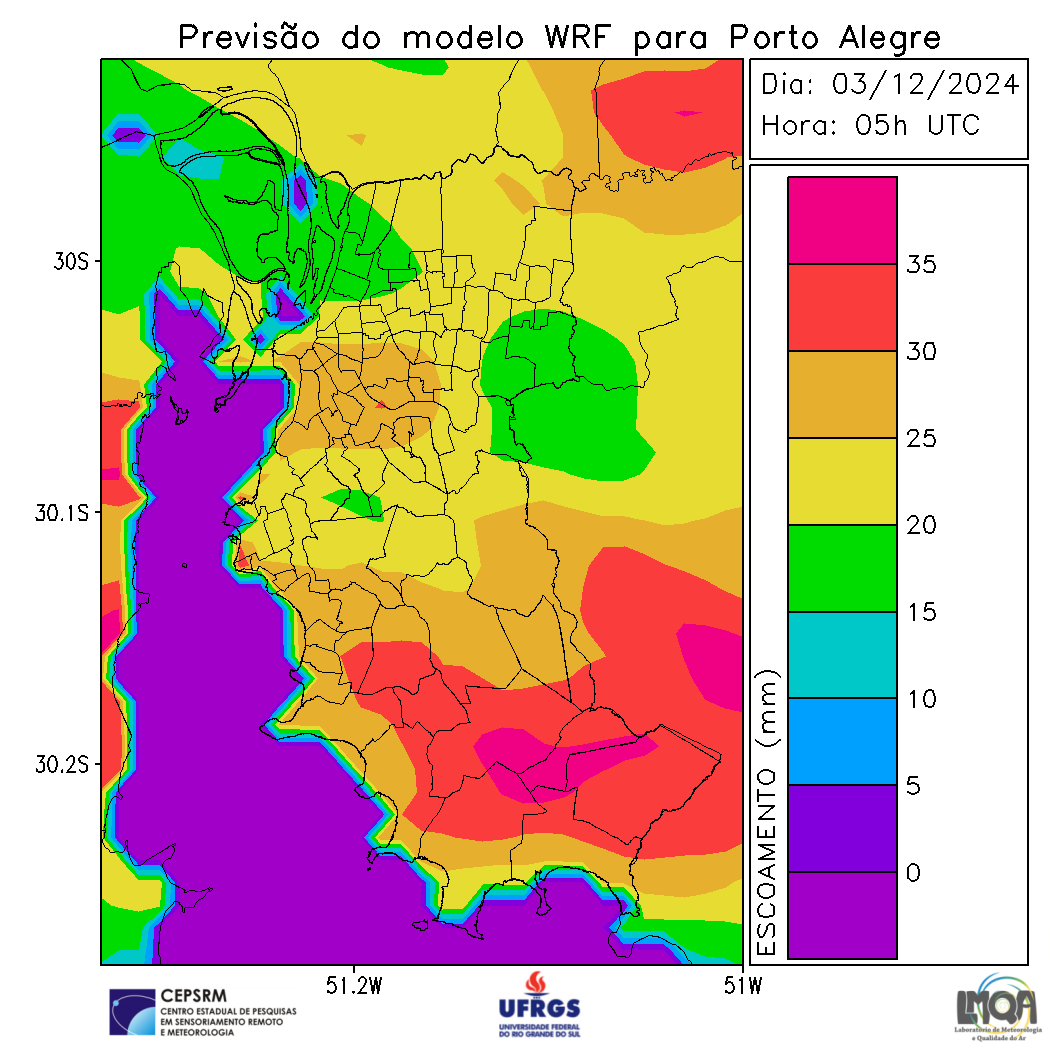 Previsão do modelo WRF para Porto Alegre
Dia: 03/12/2024
Hora: 05h UTC
30S
30.1S
30.2S
51.2W
51W
ESCOAMENTO (mm)
35
30
25
20
15
10
5
0
CEPSRM
CENTRO ESTADUAL DE PESQUISAS
EM SENSORIAMENTO REMOTO
E METEOROLOGIA
UFRGS
UNIVERSIDADE FEDERAL
DO RIO GRANDE DO SUL
LMQA
Laboratório de Meteorologia
e Qualidade do Ar